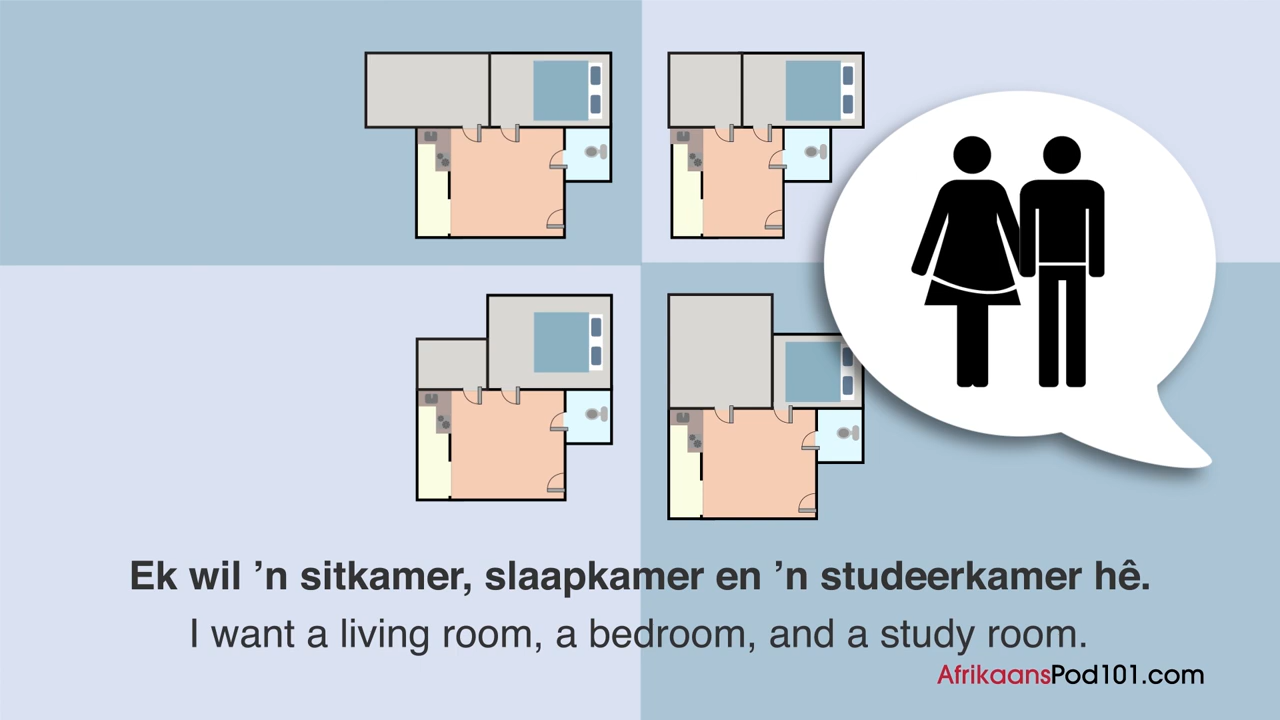 Ek wil ’n sitkamer, slaapkamer en ’n studeerkamer hê.
I want a living room, a bedroom, and a study room.
AfrikaansPod101.com